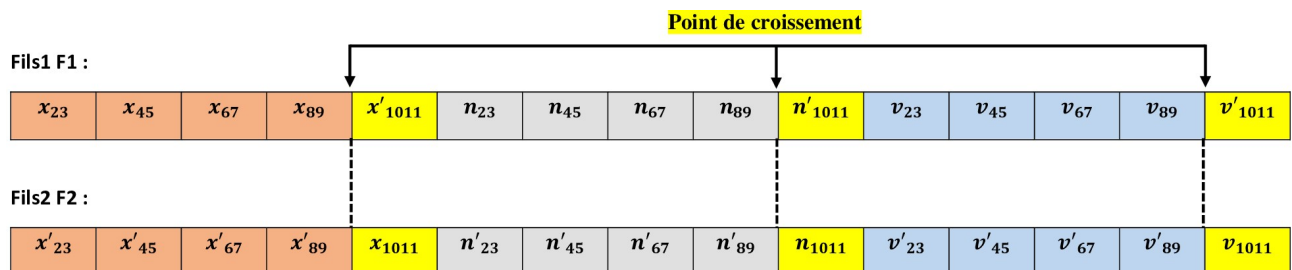 Point de croissement
Fils1 F1 :
x₂₃ x₄₅ x₆₇ x₈₉ x'₁₀₁₁ n₂₃ n₄₅ n₆₇ n₈₉ n'₁₀₁₁ v₂₃ v₄₅ v₆₇ v₈₉ v'₁₀₁₁
Fils2 F2 :
x'₂₃ x'₄₅ x'₆₇ x'₈₉ x₁₀₁₁ n'₂₃ n'₄₅ n'₆₇ n'₈₉ n₁₀₁₁ v'₂₃ v'₄₅ v'₆₇ v'₈₉ v₁₀₁₁